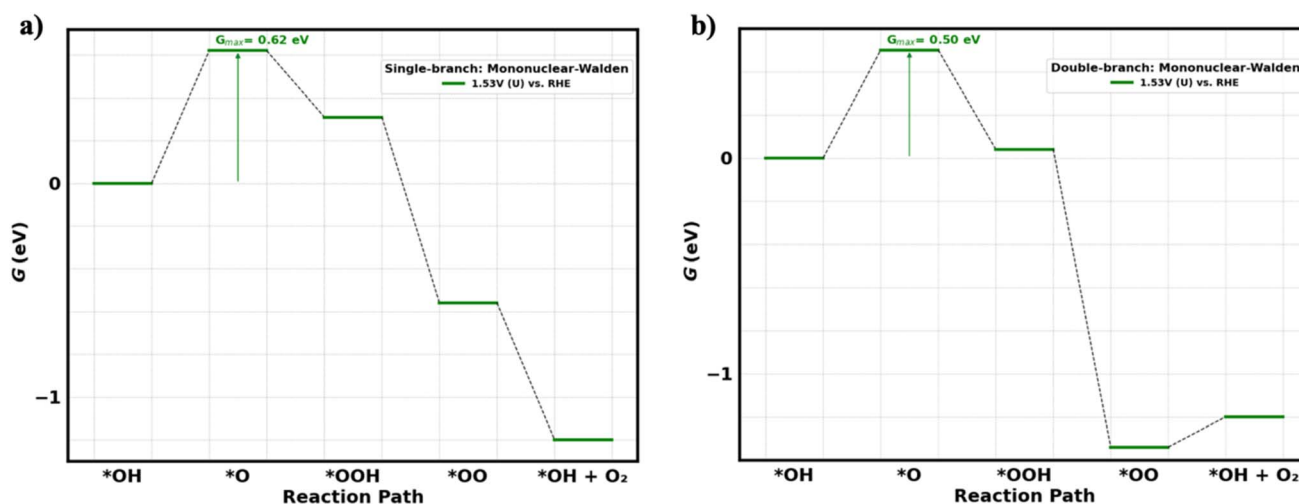 a)
G (eV)
0
−1
Gmax= 0.62 eV
Single-branch: Mononuclear-Walden
1.53V (U) vs. RHE
*OH *O *OOH *OO *OH + O₂
Reaction Path
b)
G (eV)
0
−1
Gmax= 0.50 eV
Double-branch: Mononuclear-Walden
1.53V (U) vs. RHE
*OH *O *OOH *OO *OH + O₂
Reaction Path